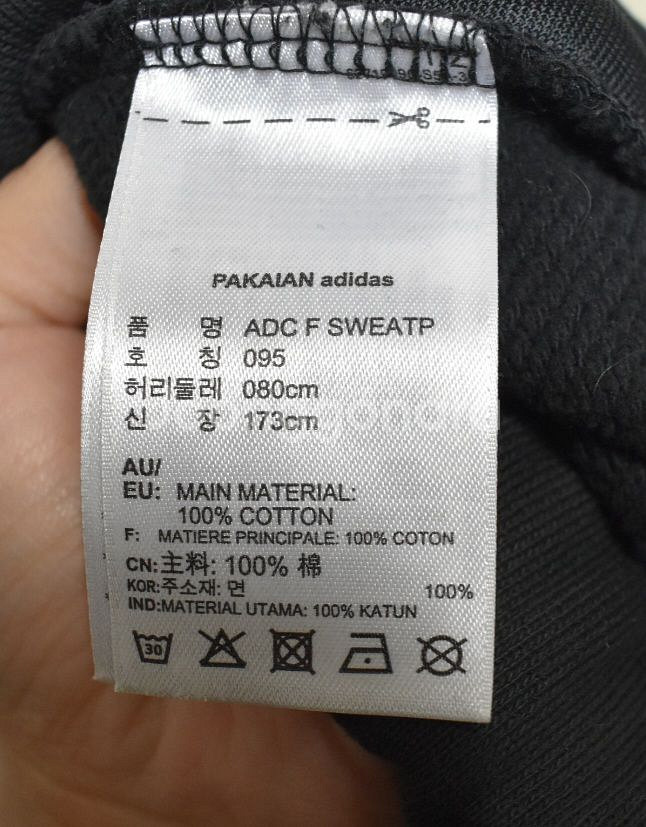 PAKAIAN adidas
품 명 ADC F SWEATP
호 칭 095
허리둘레 080cm
신 장 173cm
AU/
EU: MAIN MATERIAL:
100% COTTON
F: MATIERE PRINCIPALE: 100% COTON
CN:主料: 100% 棉
KOR:주소재: 면 100%
IND:MATERIAL UTAMA: 100% KATUN
30